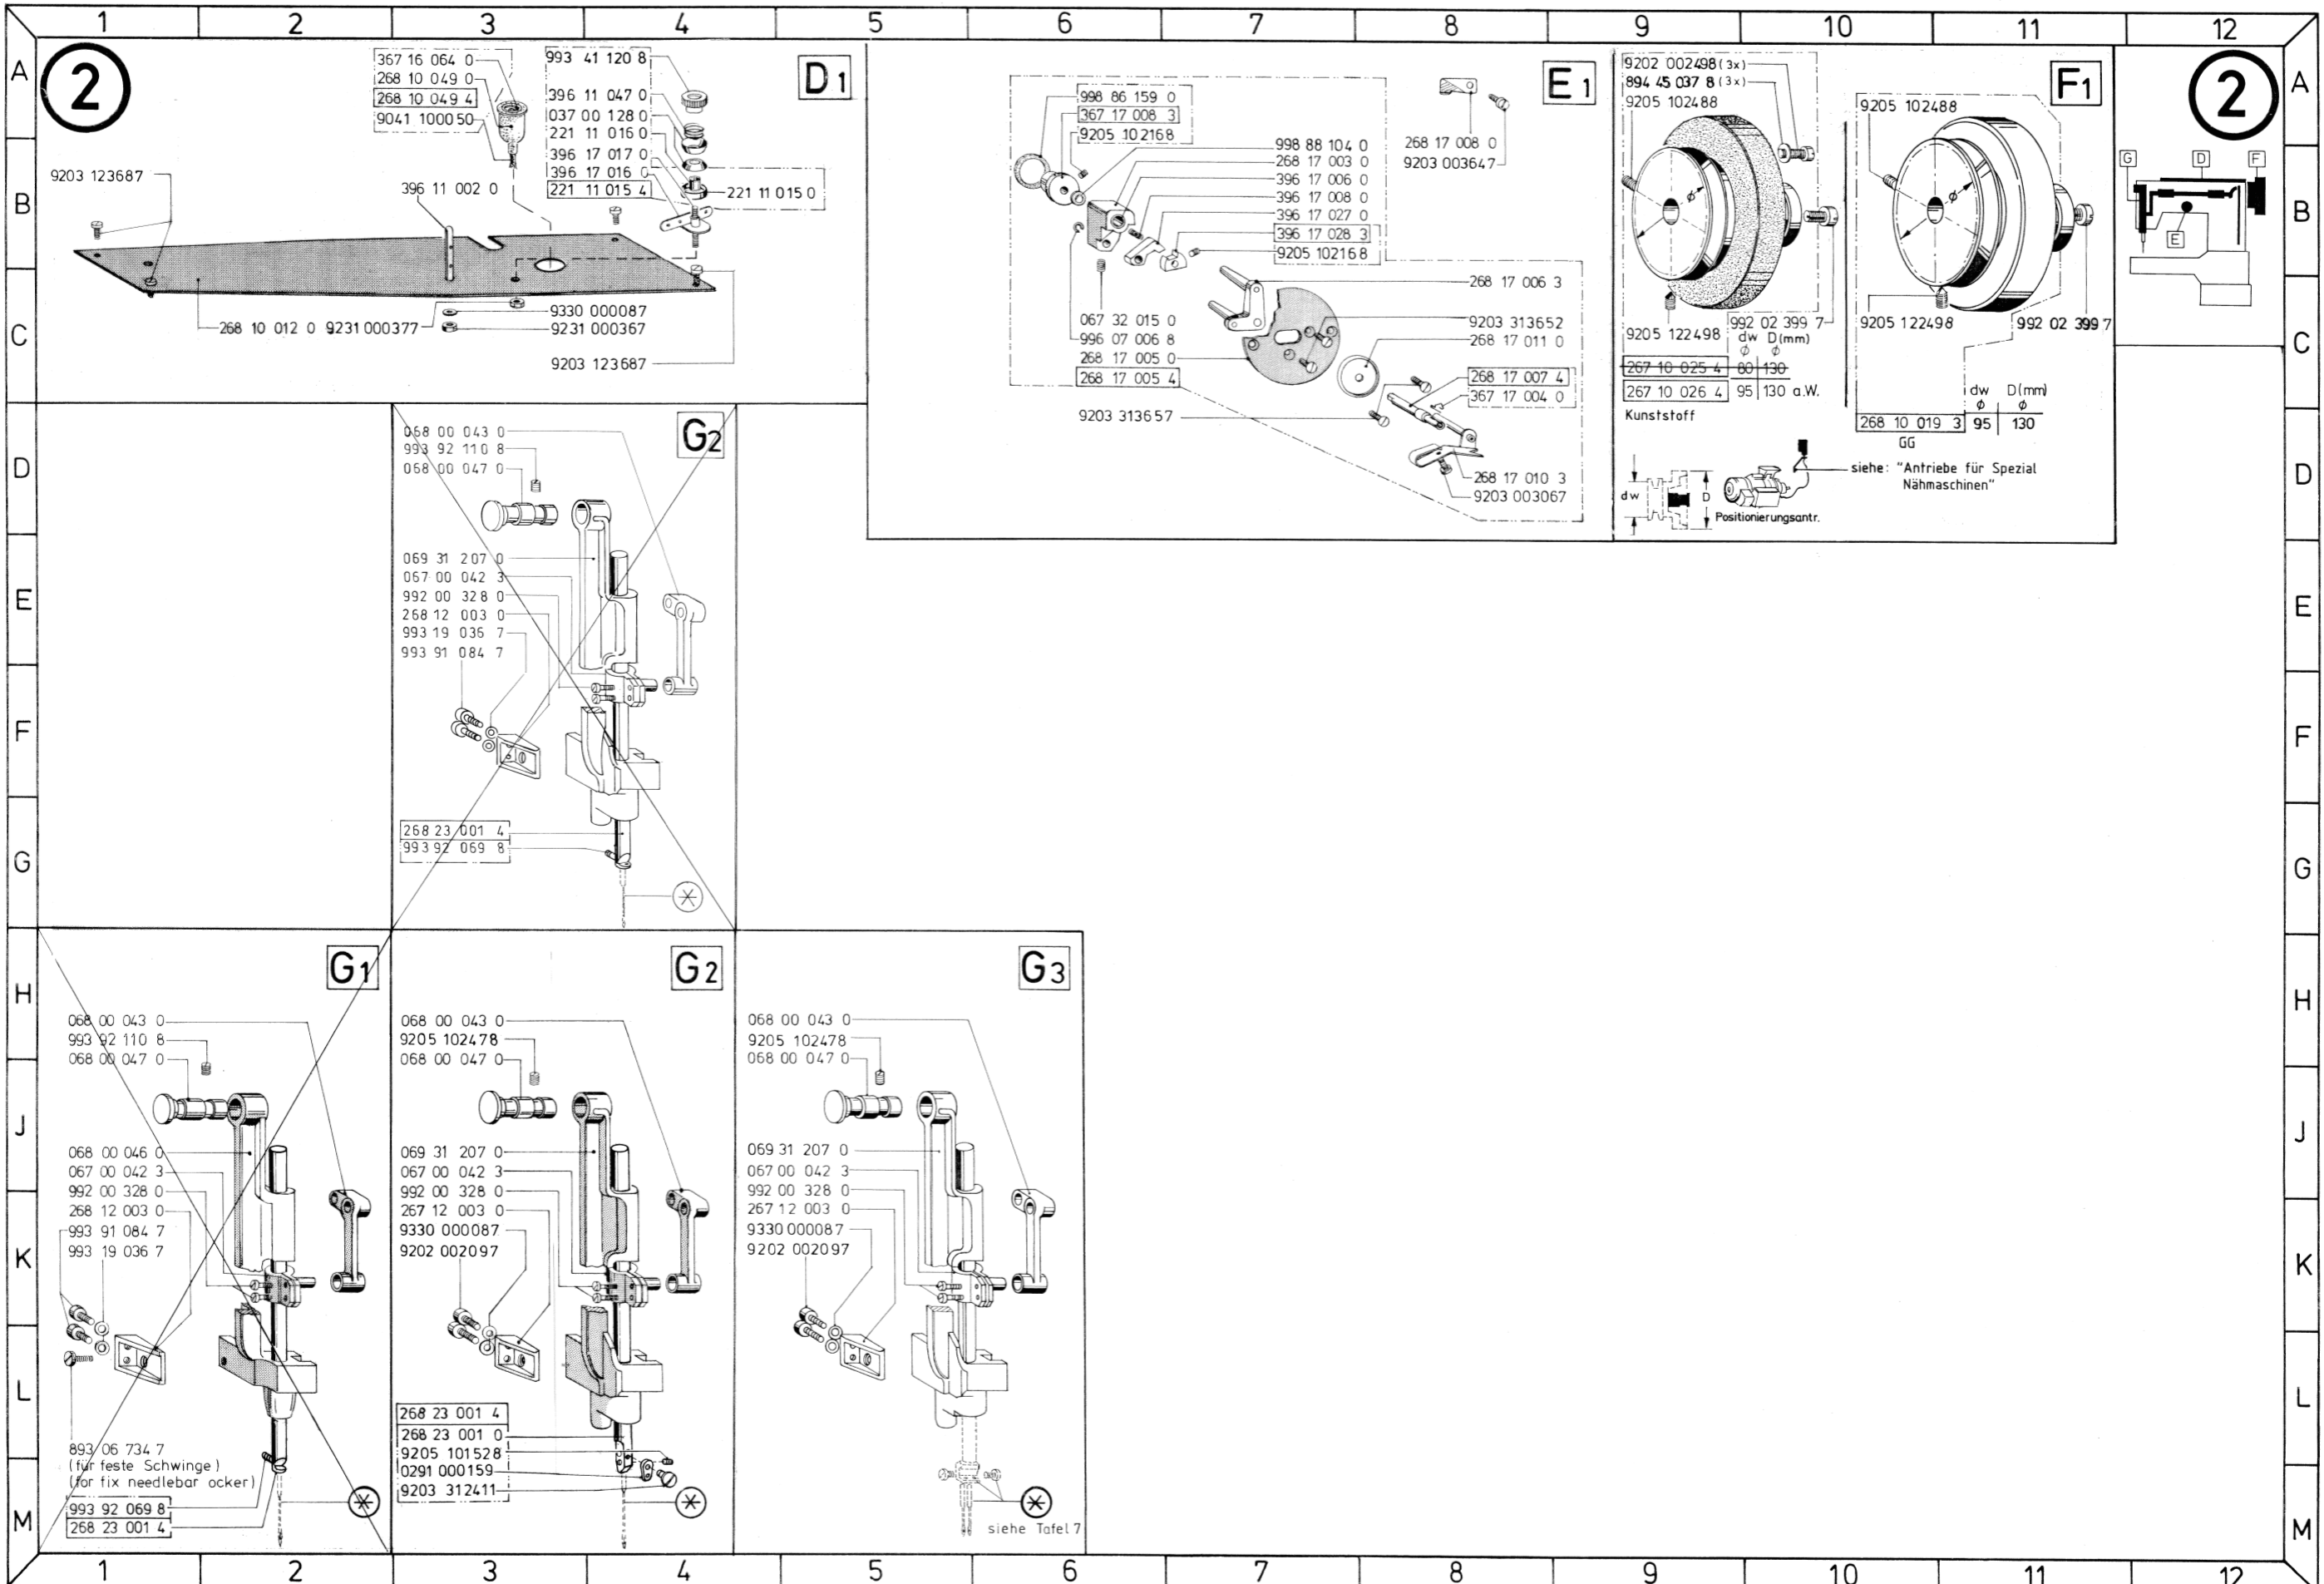 1 2 3 4 5 6 7 8 9 10 11 12
A
B
C
D
E
F
G
H
J
K
L
M
2
D1
367 16 064 0
268 10 049 0
268 10 049 4
9041 1000 50
993 41 120 8
396 11 047 0
037 00 128 0
221 11 016 0
396 17 017 0
396 17 016 0
221 11 015 4
221 11 015 0
9203 123687
396 11 002 0
268 10 012 0
9231 000377
9330 000087
9231 000367
9203 123687
E1
998 86 159 0
367 17 008 3
9205 102168
998 88 104 0
268 17 003 0
396 17 006 0
396 17 008 0
396 17 027 0
396 17 028 3
9205 102168
268 17 008 0
9203 003647
067 32 015 0
996 07 006 8
268 17 005 0
268 17 005 4
9203 313657
268 17 006 3
9203 313652
268 17 011 0
268 17 007 4
367 17 004 0
268 17 010 3
9203 003067
F1
9202 002498 (3x)
894 45 037 8 (3x)
9205 102488
ϕ
9205 122498
992 02 399 7
dw D (mm)
ϕ ϕ
267 10 025 4 80 130
267 10 026 4 95 130 a.W.
Kunststoff
9205 102488
ϕ
9205 122498
992 02 399 7
dw D (mm)
ϕ ϕ
268 10 019 3 95 130
GG
dw
D
Positionierungsantr.
siehe: "Antriebe für Spezial
Nähmaschinen"
2
G D F
E
G2
068 00 043 0
993 92 110 8
068 00 047 0
069 31 207 0
067 00 042 3
992 00 328 0
268 12 003 0
993 19 036 7
993 91 084 7
268 23 001 4
993 92 069 8
G1
068 00 043 0
993 92 110 8
068 00 047 0
068 00 046 0
067 00 042 3
992 00 328 0
268 12 003 0
993 91 084 7
993 19 036 7
893 06 734 7
(für feste Schwinge)
(for fix needlebar ocker)
993 92 069 8
268 23 001 4
G2
068 00 043 0
9205 102478
068 00 047 0
069 31 207 0
067 00 042 3
992 00 328 0
267 12 003 0
9330 000087
9202 002097
268 23 001 4
268 23 001 0
9205 101528
0291 000159
9203 312411
G3
068 00 043 0
9205 102478
068 00 047 0
069 31 207 0
067 00 042 3
992 00 328 0
267 12 003 0
9330 000087
9202 002097
siehe Tafel 7
A
B
C
D
E
F
G
H
J
K
L
M
1 2 3 4 5 6 7 8 9 10 11 12